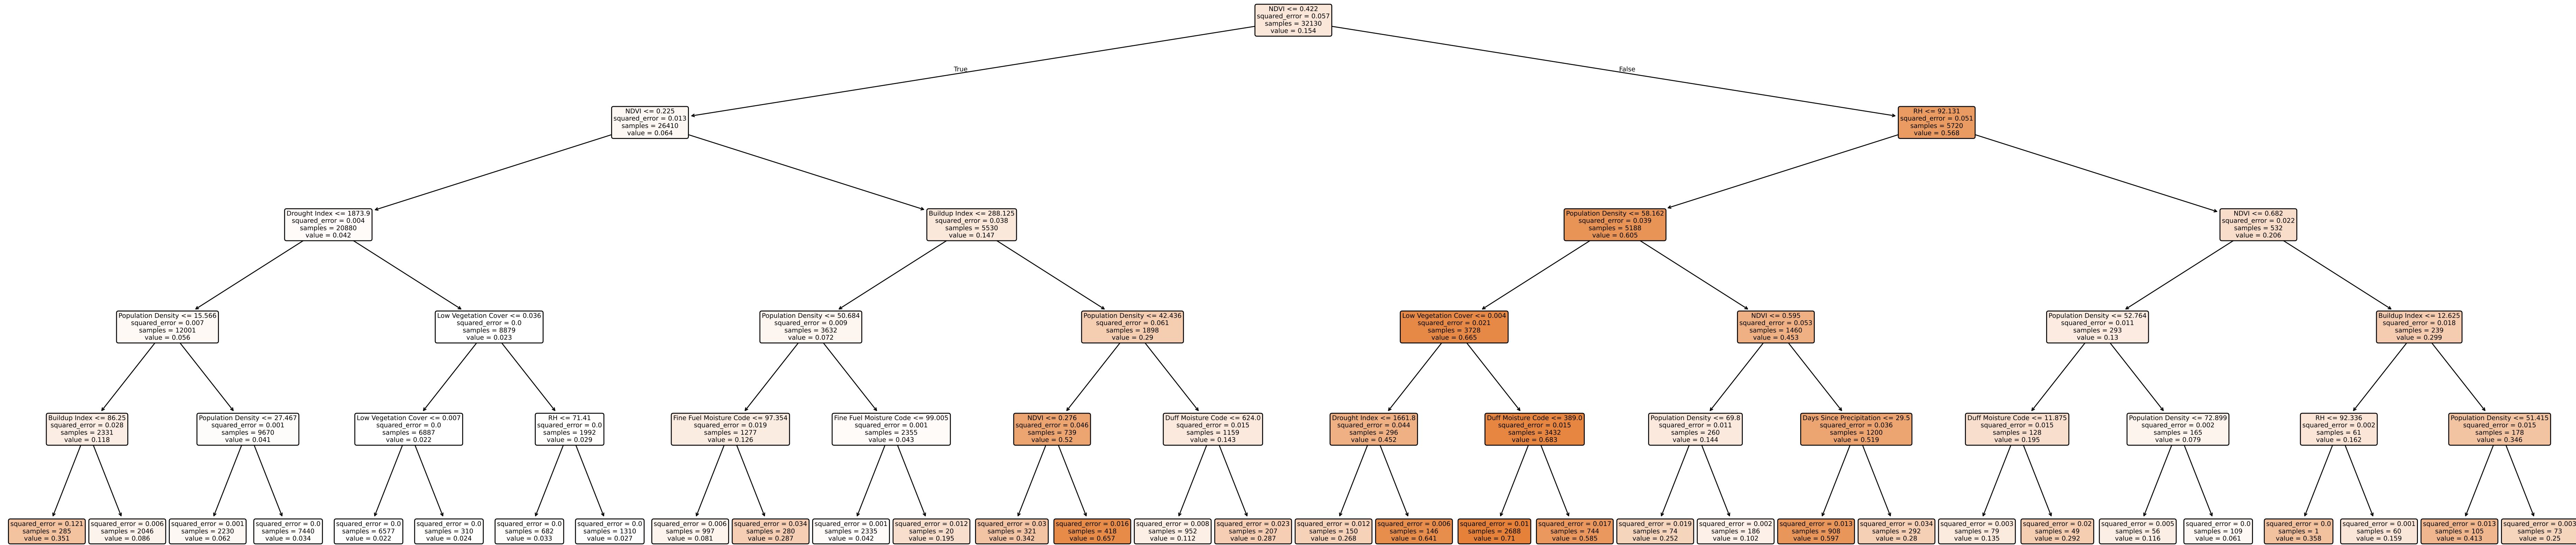 NDVI <= 0.422
squared_error = 0.057
samples = 32130
value = 0.154
True
False
NDVI <= 0.225
squared_error = 0.013
samples = 26410
value = 0.064
RH <= 92.131
squared_error = 0.051
samples = 5720
value = 0.568
Drought Index <= 1873.9
squared_error = 0.004
samples = 20880
value = 0.042
Buildup Index <= 288.125
squared_error = 0.038
samples = 5530
value = 0.147
Population Density <= 58.162
squared_error = 0.039
samples = 5188
value = 0.605
NDVI <= 0.682
squared_error = 0.022
samples = 532
value = 0.206
Population Density <= 15.566
squared_error = 0.007
samples = 12001
value = 0.056
Low Vegetation Cover <= 0.036
squared_error = 0.0
samples = 8879
value = 0.023
Population Density <= 50.684
squared_error = 0.009
samples = 3632
value = 0.072
Population Density <= 42.436
squared_error = 0.061
samples = 1898
value = 0.29
Low Vegetation Cover <= 0.004
squared_error = 0.021
samples = 3728
value = 0.665
NDVI <= 0.595
squared_error = 0.053
samples = 1460
value = 0.453
Population Density <= 52.764
squared_error = 0.011
samples = 293
value = 0.13
Buildup Index <= 12.625
squared_error = 0.018
samples = 239
value = 0.299
Buildup Index <= 86.25
squared_error = 0.028
samples = 2331
value = 0.118
Population Density <= 27.467
squared_error = 0.001
samples = 9670
value = 0.041
Low Vegetation Cover <= 0.007
squared_error = 0.0
samples = 6887
value = 0.022
RH <= 71.41
squared_error = 0.0
samples = 1992
value = 0.029
Fine Fuel Moisture Code <= 97.354
squared_error = 0.019
samples = 1277
value = 0.126
Fine Fuel Moisture Code <= 99.005
squared_error = 0.001
samples = 2355
value = 0.043
NDVI <= 0.276
squared_error = 0.046
samples = 739
value = 0.52
Duff Moisture Code <= 624.0
squared_error = 0.015
samples = 1159
value = 0.143
Drought Index <= 1661.8
squared_error = 0.044
samples = 296
value = 0.452
Duff Moisture Code <= 389.0
squared_error = 0.015
samples = 3432
value = 0.683
Population Density <= 69.8
squared_error = 0.011
samples = 260
value = 0.144
Days Since Precipitation <= 29.5
squared_error = 0.036
samples = 1200
value = 0.519
Duff Moisture Code <= 11.875
squared_error = 0.015
samples = 128
value = 0.195
Population Density <= 72.899
squared_error = 0.002
samples = 165
value = 0.079
RH <= 92.336
squared_error = 0.002
samples = 61
value = 0.162
Population Density <= 51.415
squared_error = 0.015
samples = 178
value = 0.346
squared_error = 0.121
samples = 285
value = 0.351
squared_error = 0.006
samples = 2046
value = 0.086
squared_error = 0.001
samples = 2230
value = 0.062
squared_error = 0.0
samples = 7440
value = 0.034
squared_error = 0.0
samples = 6577
value = 0.022
squared_error = 0.0
samples = 310
value = 0.024
squared_error = 0.0
samples = 682
value = 0.033
squared_error = 0.0
samples = 1310
value = 0.027
squared_error = 0.006
samples = 997
value = 0.081
squared_error = 0.034
samples = 280
value = 0.287
squared_error = 0.001
samples = 2335
value = 0.042
squared_error = 0.012
samples = 20
value = 0.195
squared_error = 0.03
samples = 321
value = 0.342
squared_error = 0.016
samples = 418
value = 0.657
squared_error = 0.008
samples = 952
value = 0.112
squared_error = 0.023
samples = 207
value = 0.287
squared_error = 0.012
samples = 150
value = 0.268
squared_error = 0.006
samples = 146
value = 0.641
squared_error = 0.01
samples = 2688
value = 0.71
squared_error = 0.017
samples = 744
value = 0.585
squared_error = 0.019
samples = 74
value = 0.252
squared_error = 0.002
samples = 186
value = 0.102
squared_error = 0.013
samples = 908
value = 0.597
squared_error = 0.034
samples = 292
value = 0.28
squared_error = 0.003
samples = 79
value = 0.135
squared_error = 0.02
samples = 49
value = 0.292
squared_error = 0.005
samples = 56
value = 0.116
squared_error = 0.0
samples = 109
value = 0.061
squared_error = 0.0
samples = 1
value = 0.358
squared_error = 0.001
samples = 60
value = 0.159
squared_error = 0.013
samples = 105
value = 0.413
squared_error = 0.003
samples = 73
value = 0.25